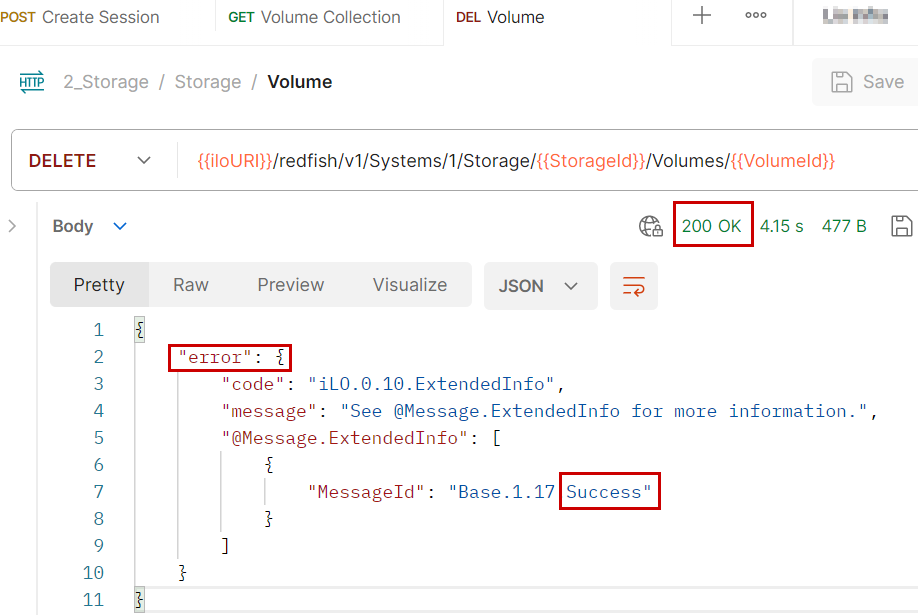 POST Create Session GET Volume Collection DEL Volume
HTTP 2_Storage / Storage / Volume Save
DELETE {{iloURI}}/redfish/v1/Systems/1/Storage/{{StorageId}}/Volumes/{{VolumeId}}
Body 200 OK 4.15 s 477 B
Pretty Raw Preview Visualize JSON
1 {
2 "error": {
3 "code": "iLO.0.10.ExtendedInfo",
4 "message": "See @Message.ExtendedInfo for more information.",
5 "@Message.ExtendedInfo": [
6 {
7 "MessageId": "Base.1.17 Success"
8 }
9 ]
10 }
11 }